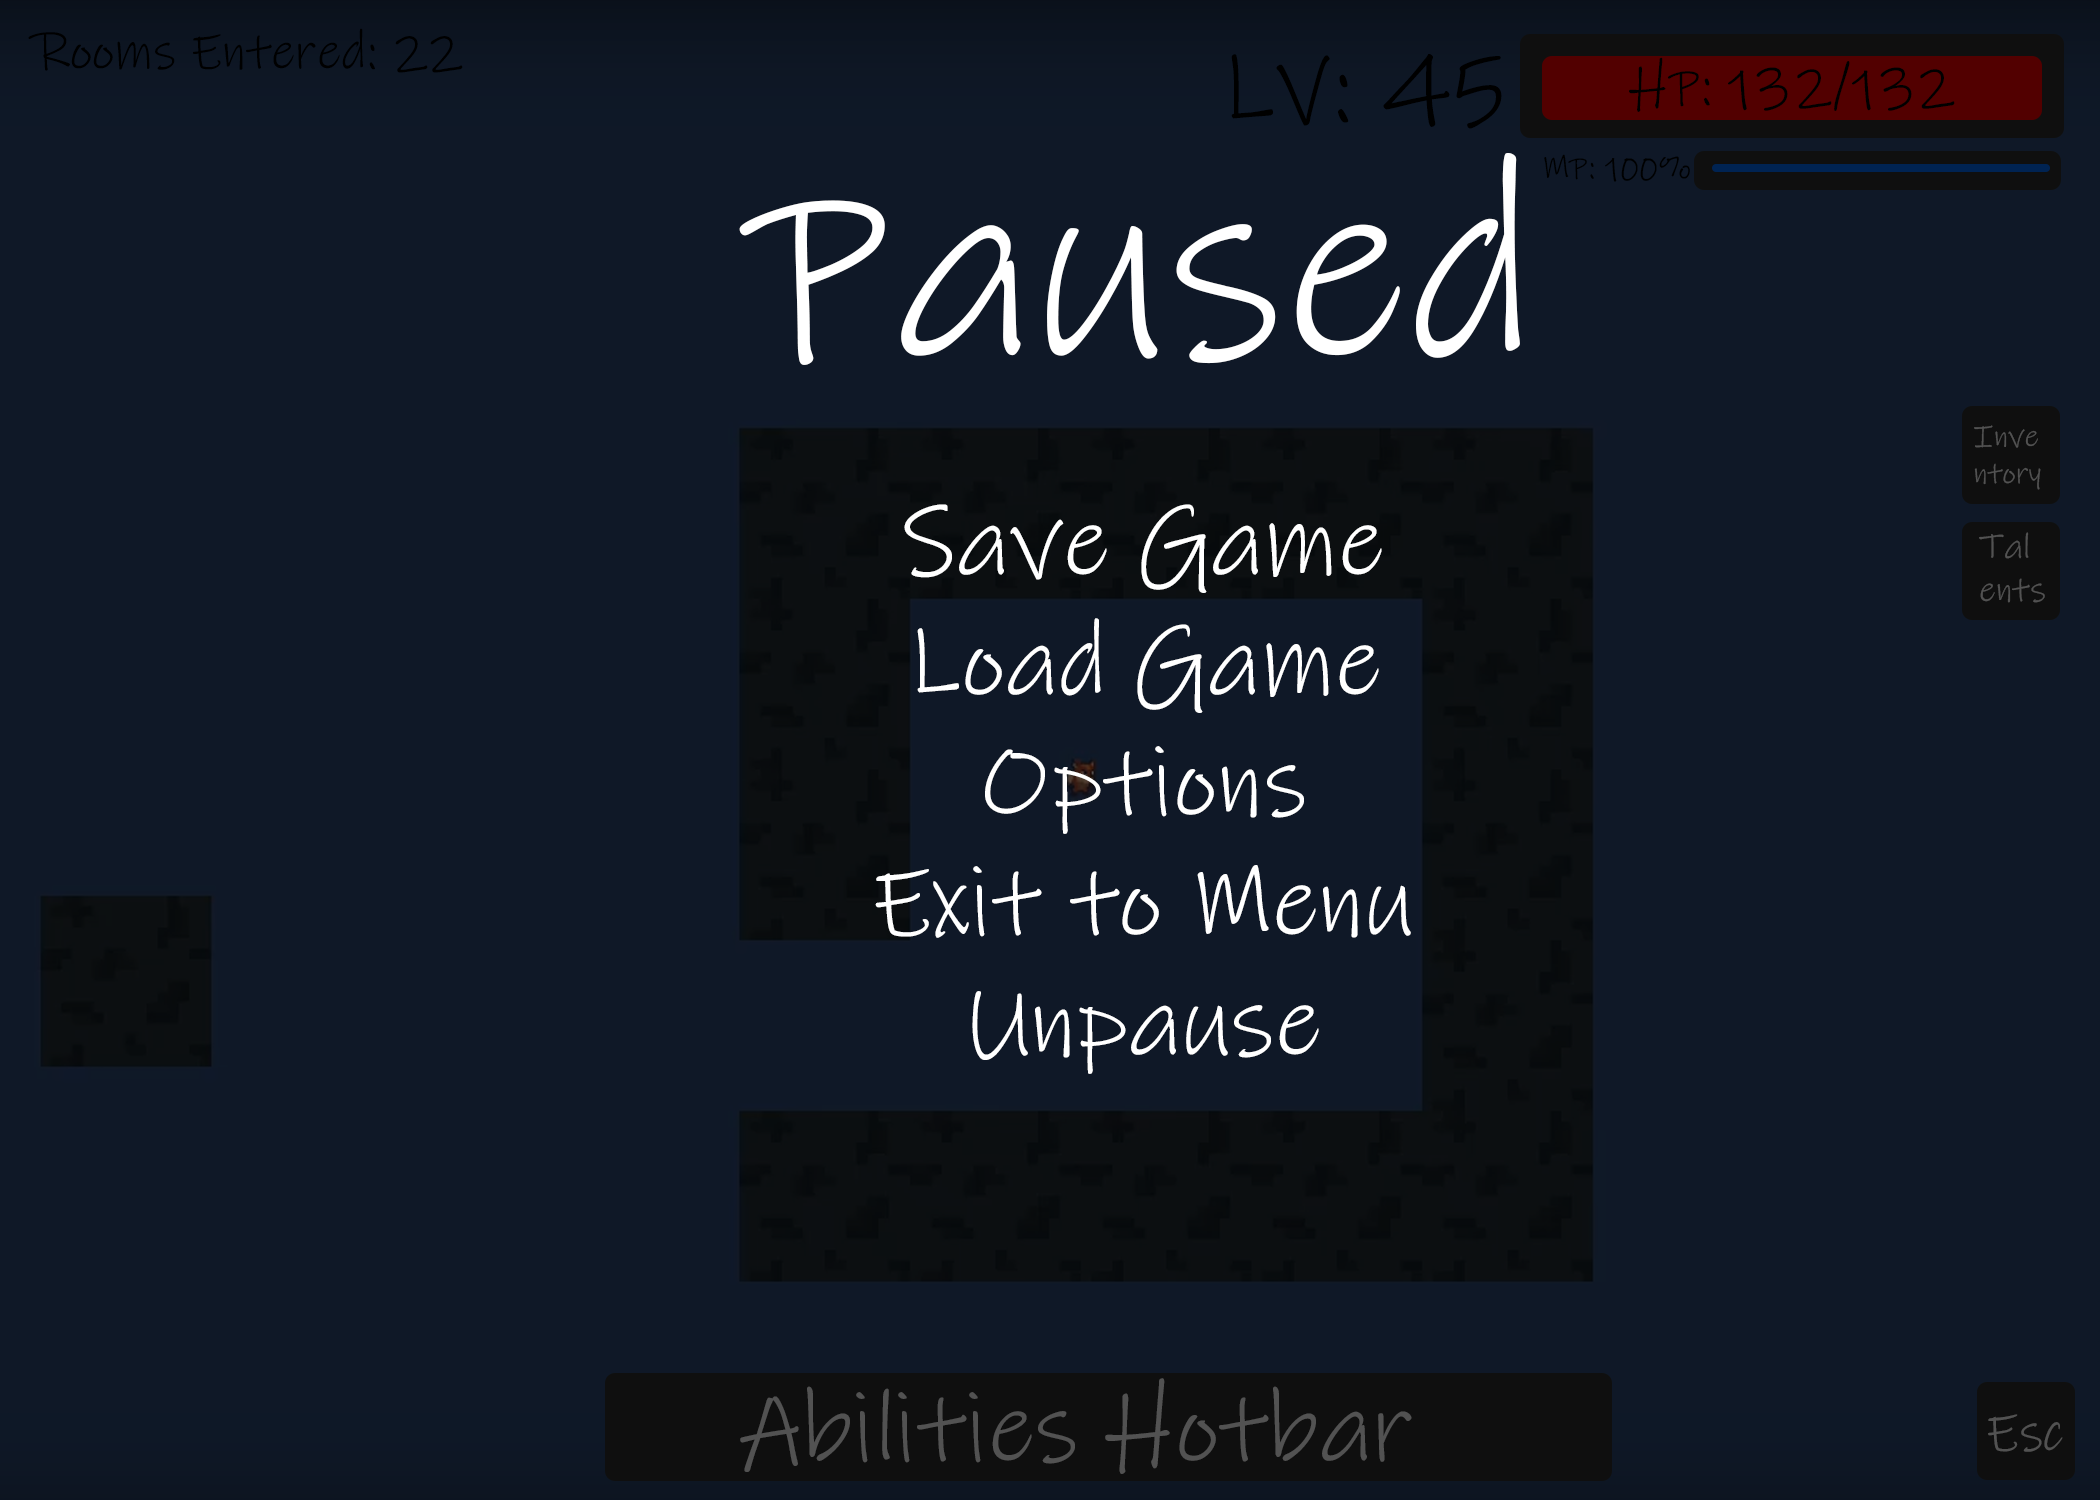 Rooms Entered: 22
LV: 45
HP: 132/132
MP: 100%
Paused
Inve
ntory
Tal
ents
Save Game
Load Game
Options
Exit to Menu
Unpause
Abilities Hotbar
Esc